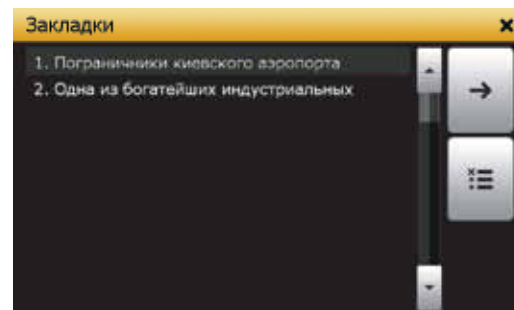 Закладки
1. Пограничники киевского аэропорта
2. Одна из богатейших индустриальных